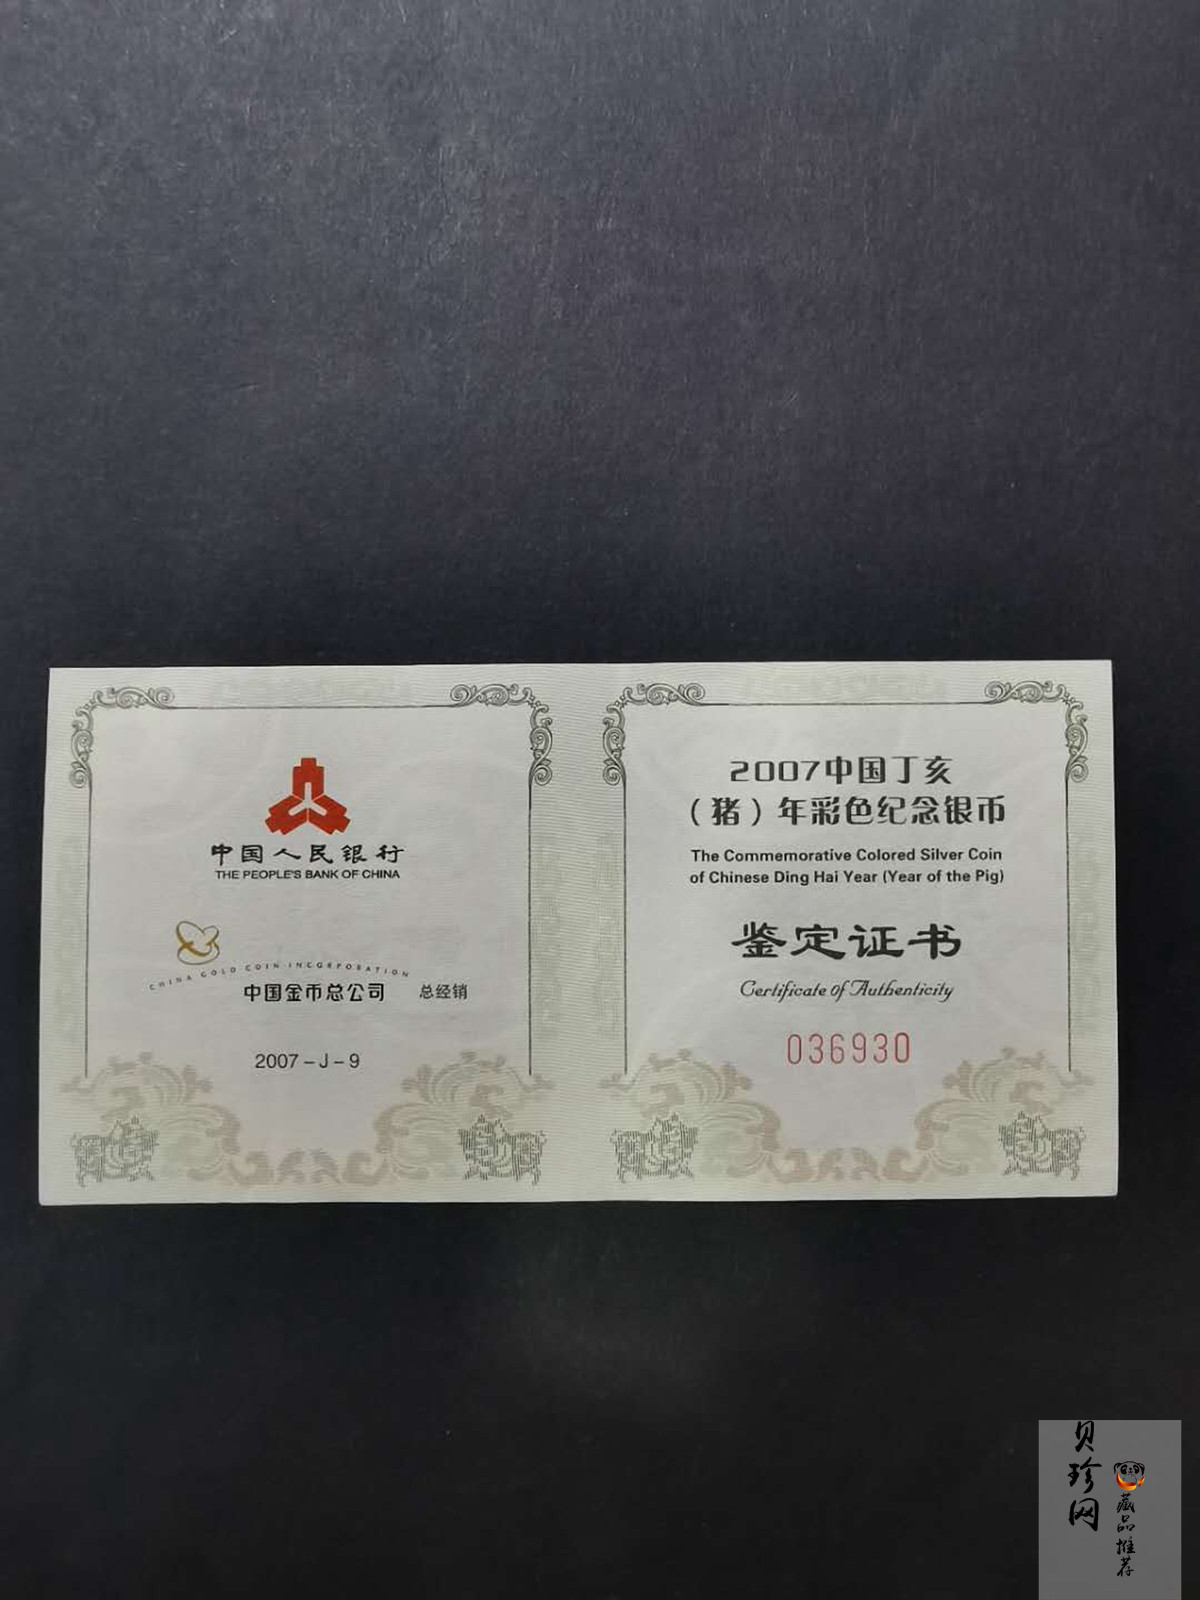 中国人民银行
THE PEOPLE'S BANK OF CHINA
CHINA GOLD COIN INCORPORATION
中国金币总公司 总经销
2007-J-9
2007中国丁亥
（猪）年彩色纪念银币
The Commemorative Colored Silver Coin
of Chinese Ding Hai Year (Year of the Pig)
鉴定证书
Certificate of Authenticity
036930
贝珍网
藏品推荐